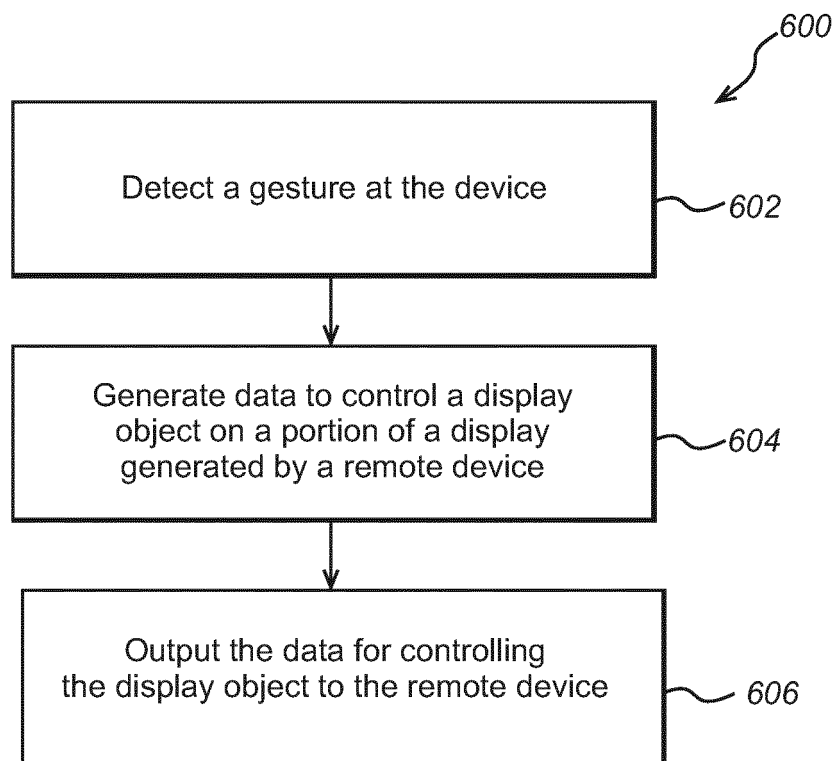 600
Detect a gesture at the device
602
Generate data to control a display
object on a portion of a display
generated by a remote device
604
Output the data for controlling
the display object to the remote device
606